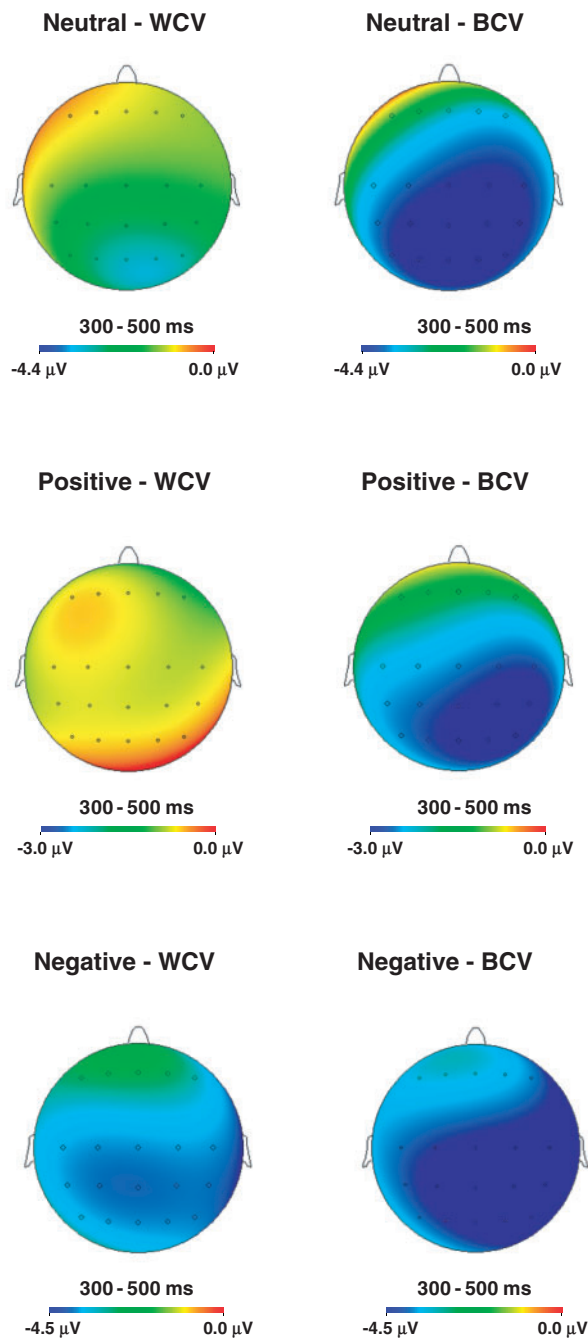 Neutral - WCV
Neutral - BCV
300 - 500 ms
300 - 500 ms
-4.4 μV
0.0 μV
-4.4 μV
0.0 μV
Positive - WCV
Positive - BCV
300 - 500 ms
300 - 500 ms
-3.0 μV
0.0 μV
-3.0 μV
0.0 μV
Negative - WCV
Negative - BCV
300 - 500 ms
300 - 500 ms
-4.5 μV
0.0 μV
-4.5 μV
0.0 μV